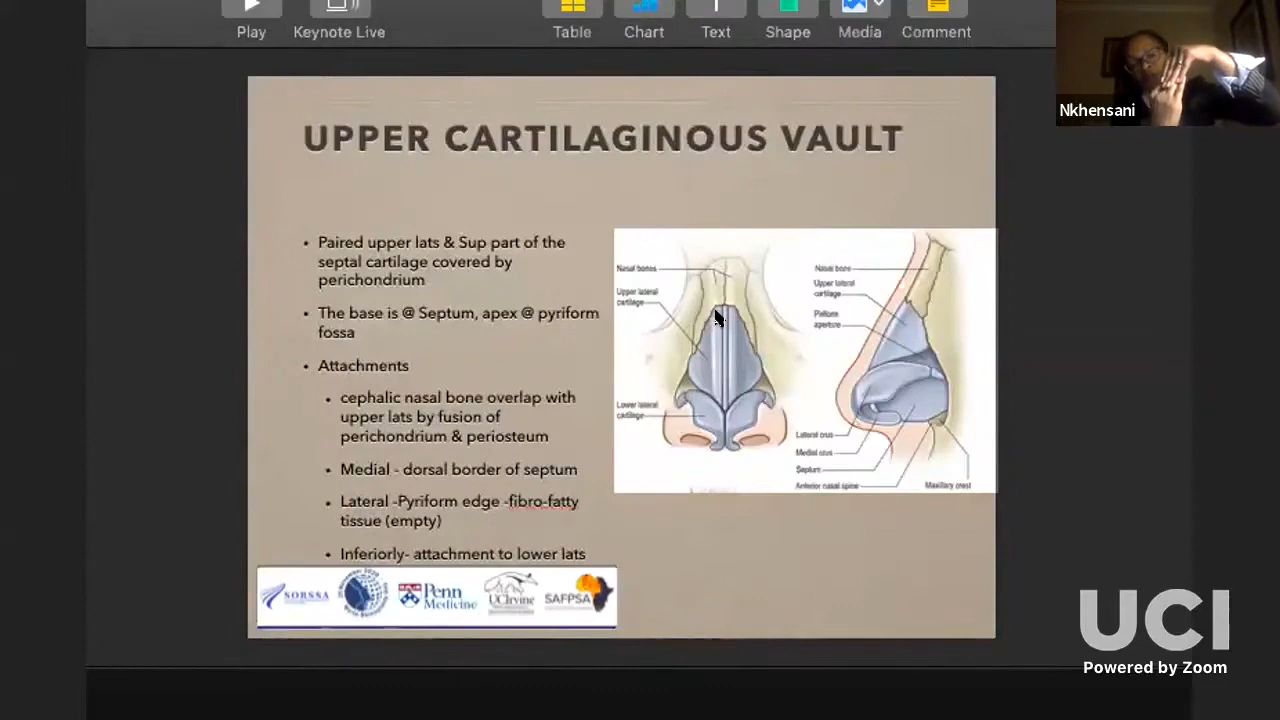 Play
Keynote Live
Table
Chart
Text
Shape
Media
Comment
Nkhensani
UPPER CARTILAGINOUS VAULT
• Paired upper lats & Sup part of the
septal cartilage covered by
perichondrium
• The base is @ Septum, apex @ pyriform
fossa
• Attachments
• cephalic nasal bone overlap with
upper lats by fusion of
perichondrium & periosteum
• Medial - dorsal border of septum
• Lateral -Pyriform edge -fibro-fatty
tissue (empty)
• Inferiorly- attachment to lower lats
Nasal bones
Upper lateral
cartilage
Lower lateral
cartilage
Nasal bone
Upper lateral
cartilage
Piriform
aperture
Lateral crus
Medial crus
Septum
Anterior nasal spine
Maxillary crest
SORSSA
Penn
Medicine
UCIrvine
SAFPSA
UCI
Powered by Zoom